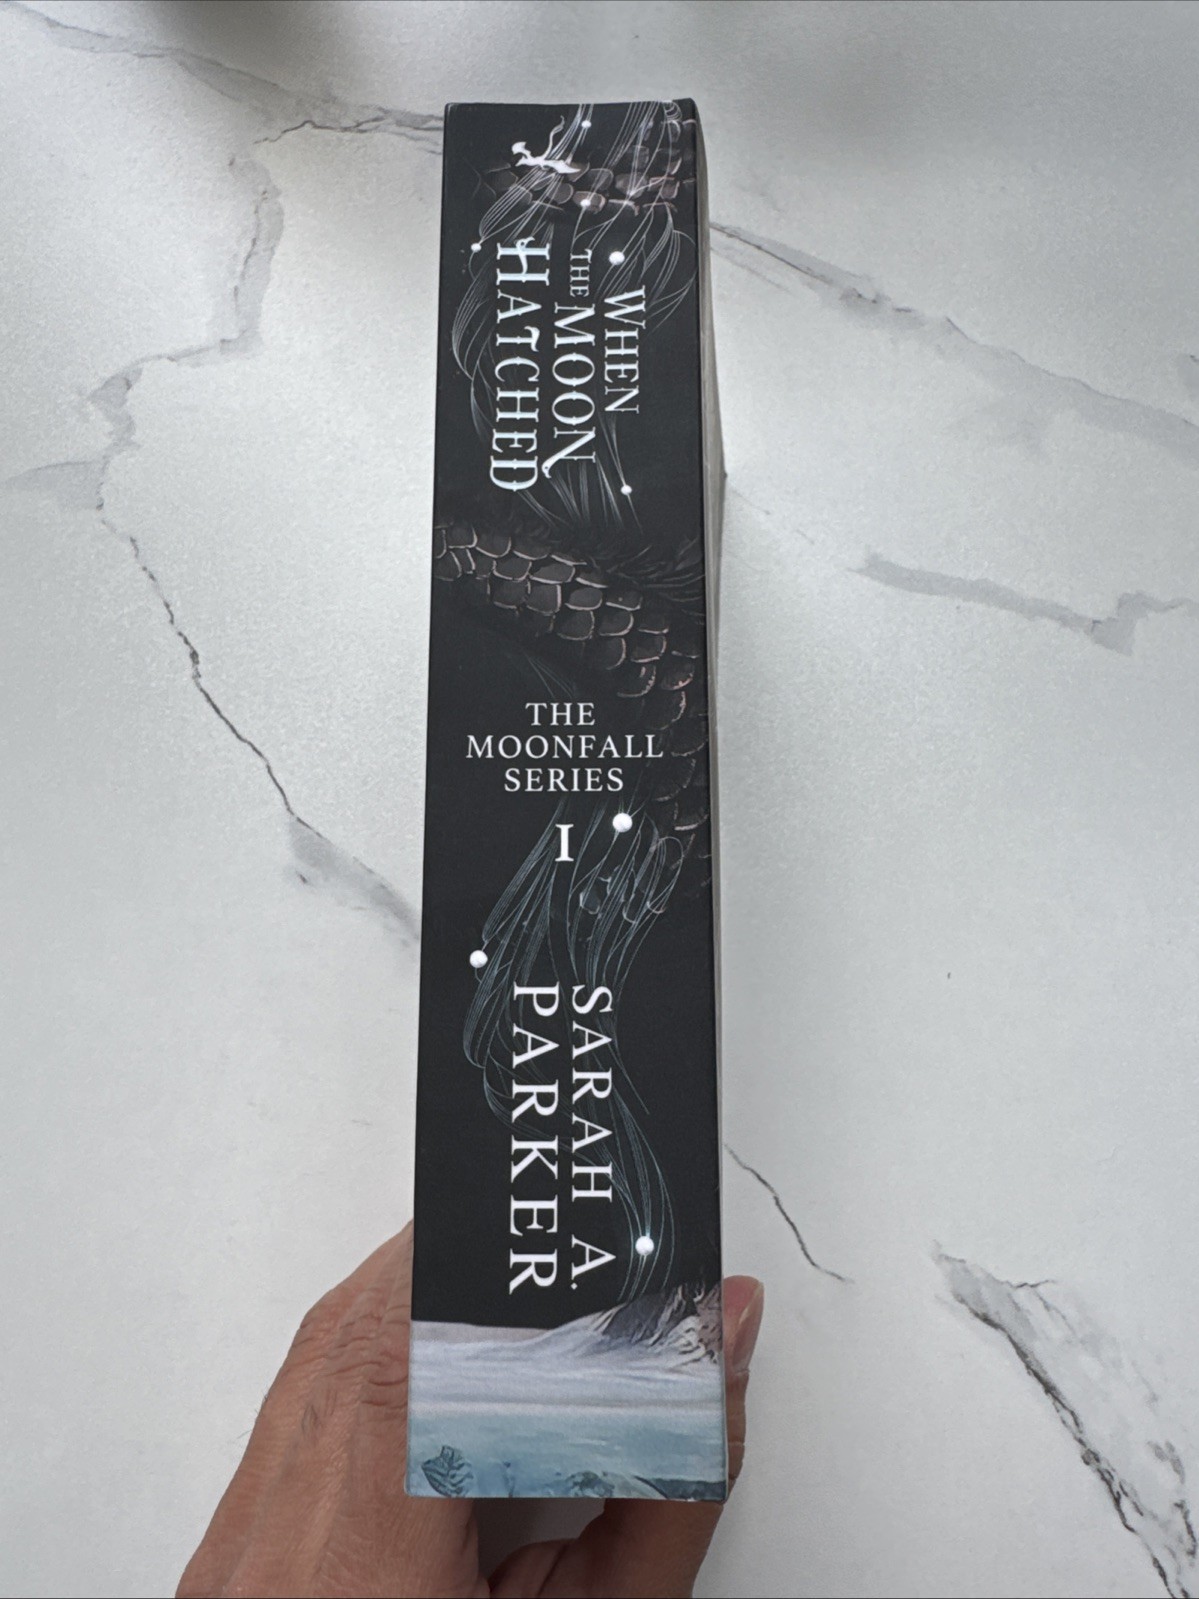 WHEN
THE MOON
HATCHED
THE
MOONFALL
SERIES
I
SARAH A.
PARKER